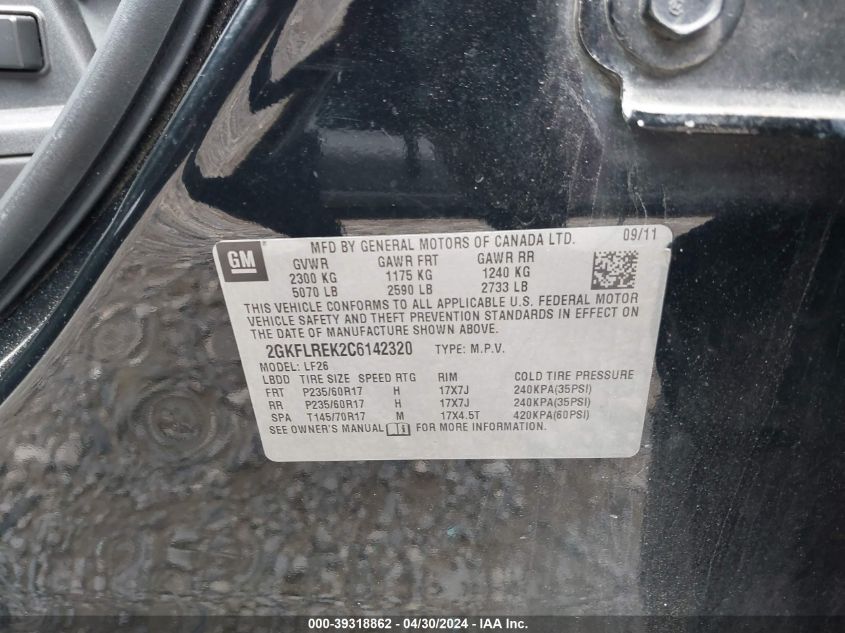 GM
MFD BY GENERAL MOTORS OF CANADA LTD. 09/11
GVWR GAWR FRT GAWR RR
2300 KG 1175 KG 1240 KG
5070 LB 2590 LB 2733 LB
THIS VEHICLE CONFORMS TO ALL APPLICABLE U.S. FEDERAL MOTOR
VEHICLE SAFETY AND THEFT PREVENTION STANDARDS IN EFFECT ON
THE DATE OF MANUFACTURE SHOWN ABOVE.
2GKFLREK2C6142320 TYPE: M.P.V.
MODEL: LF26
LBDD TIRE SIZE SPEED RTG RIM COLD TIRE PRESSURE
FRT P235/60R17 H 17X7J 240KPA(35PSI)
RR P235/60R17 H 17X7J 240KPA(35PSI)
SPA T145/70R17 M 17X4.5T 420KPA(60PSI)
SEE OWNER'S MANUAL FOR MORE INFORMATION.
000-39318862 - 04/30/2024 - IAA Inc.